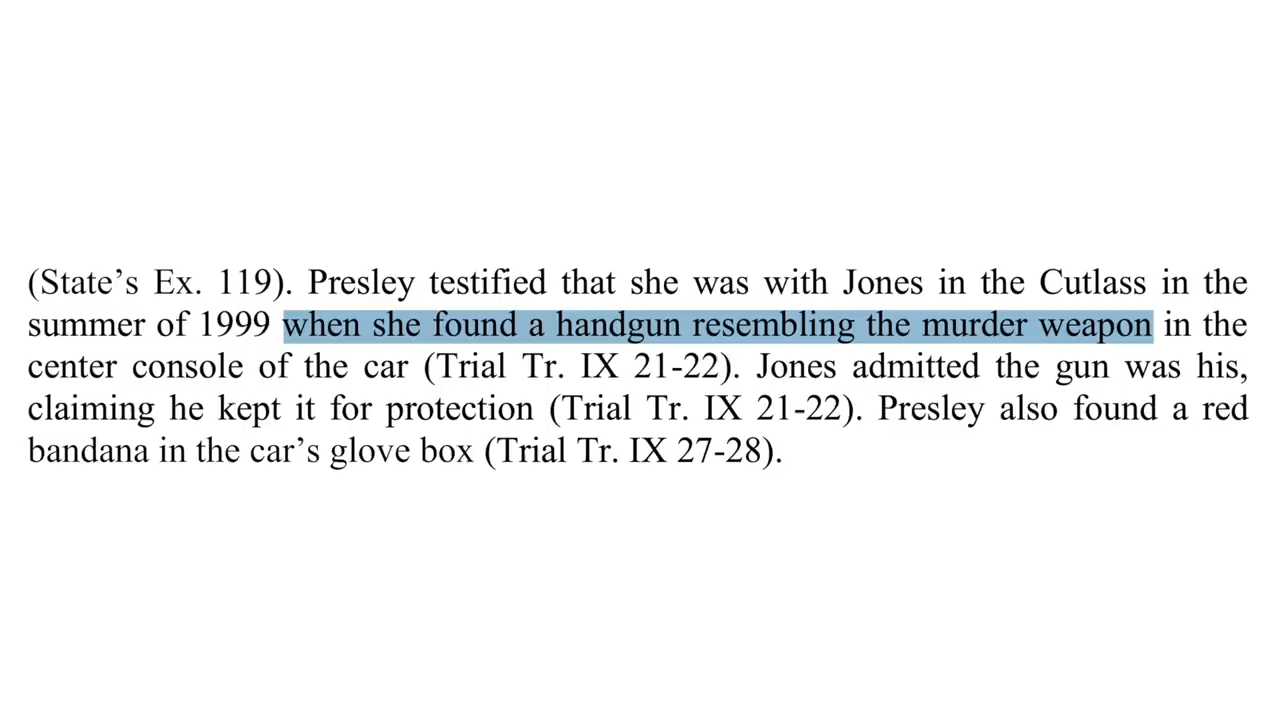 (State’s Ex. 119). Presley testified that she was with Jones in the Cutlass in the
summer of 1999 when she found a handgun resembling the murder weapon in the
center console of the car (Trial Tr. IX 21-22). Jones admitted the gun was his,
claiming he kept it for protection (Trial Tr. IX 21-22). Presley also found a red
bandana in the car’s glove box (Trial Tr. IX 27-28).